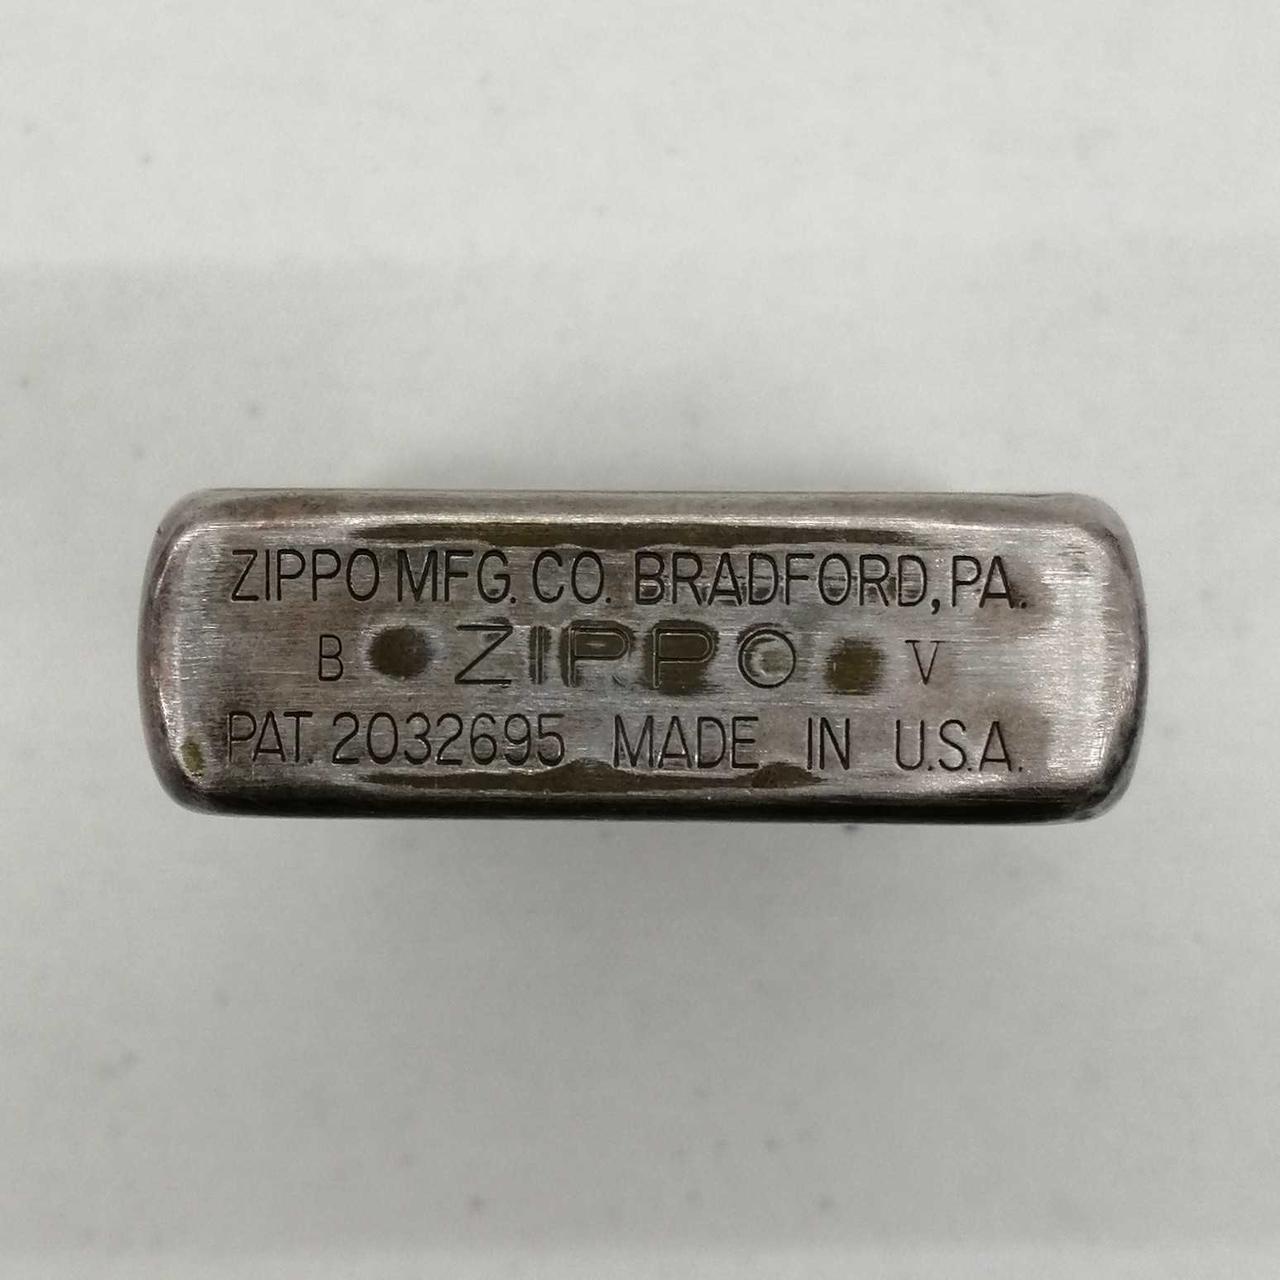 ZIPPO MFG. CO. BRADFORD, PA.
B ZIPPO V
PAT. 2032695 MADE IN U.S.A.